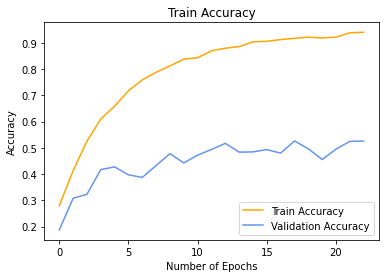 Train Accuracy
Accuracy
0.9
0.8
0.7
0.6
0.5
0.4
0.3
0.2
Train Accuracy
Validation Accuracy
0
5
10
15
20
Number of Epochs